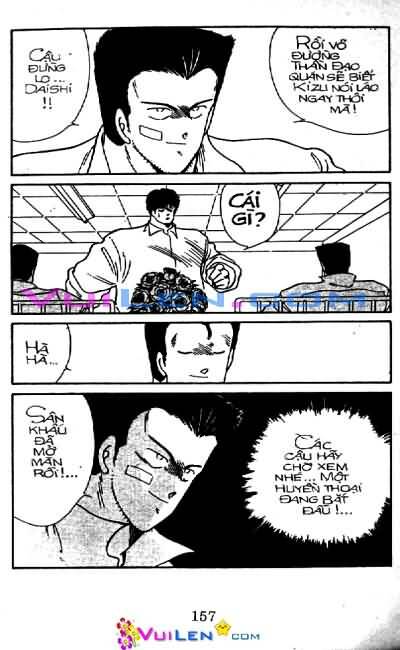 CẬU
ĐỪNG
LO...
DAISHI
!!
RỒI VÕ
ĐƯỜNG
THẦN ĐẠO
QUÁN SẼ BIẾT
KIZU NÓI LÁO
NGAY THÔI
MÀ!
CÁI
GÌ?
VUILEN.COM
HÀ
HÀ...
SÂN
KHẤU
ĐÃ
MỞ
MÀN
RỒI!...
CÁC
CẬU HÃY
CHỜ XEM
NHÉ... MỘT
HUYỀN THOẠI
ĐANG BẮT
ĐẦU!...
157
VUILEN.COM